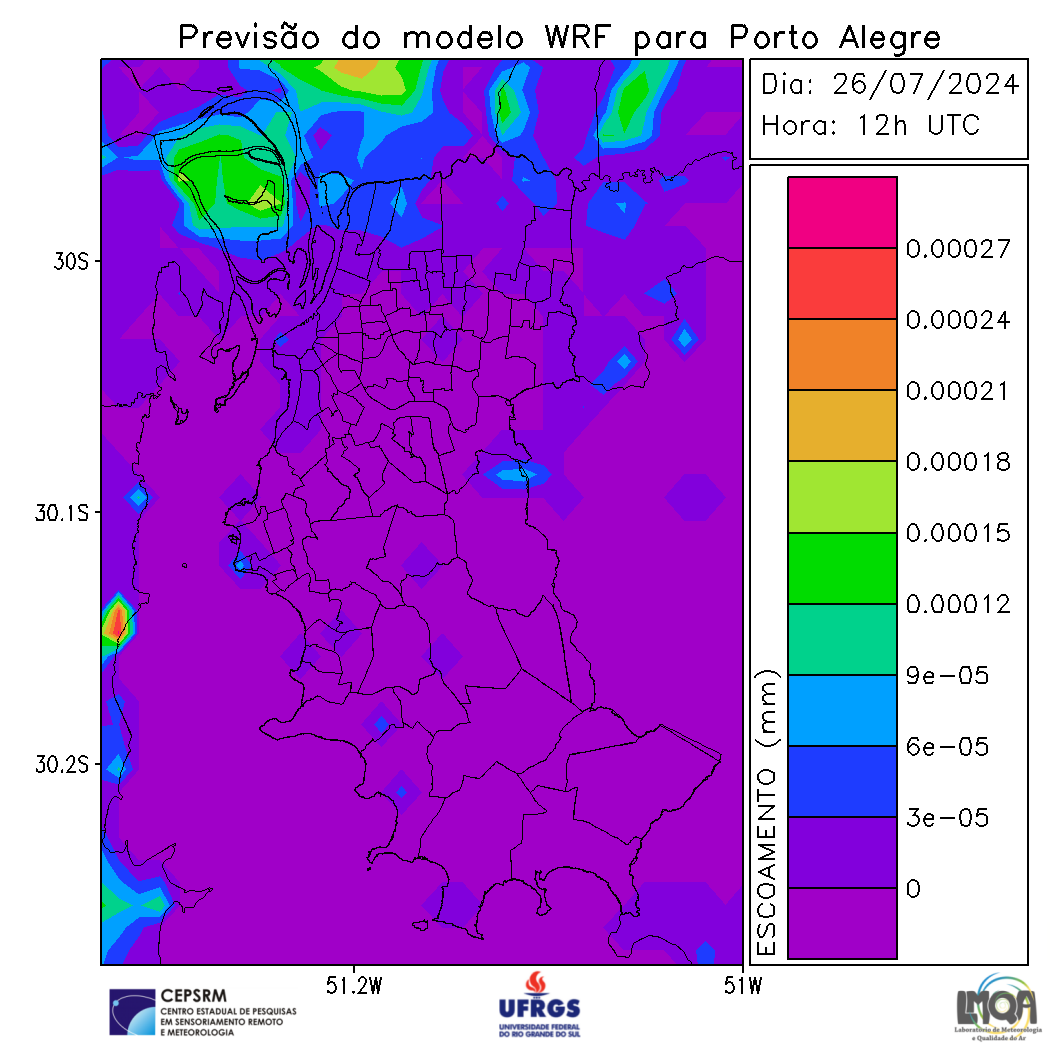 Previsão do modelo WRF para Porto Alegre
Dia: 26/07/2024
Hora: 12h UTC
0.00027
0.00024
0.00021
0.00018
0.00015
0.00012
9e-05
6e-05
3e-05
0
ESCOAMENTO (mm)
30S
30.1S
30.2S
51.2W
51W
CEPSRM
CENTRO ESTADUAL DE PESQUISAS
EM SENSORIAMENTO REMOTO
E METEOROLOGIA
UFRGS
UNIVERSIDADE FEDERAL
DO RIO GRANDE DO SUL
LMQA
Laboratório de Meteorologia
e Qualidade do Ar